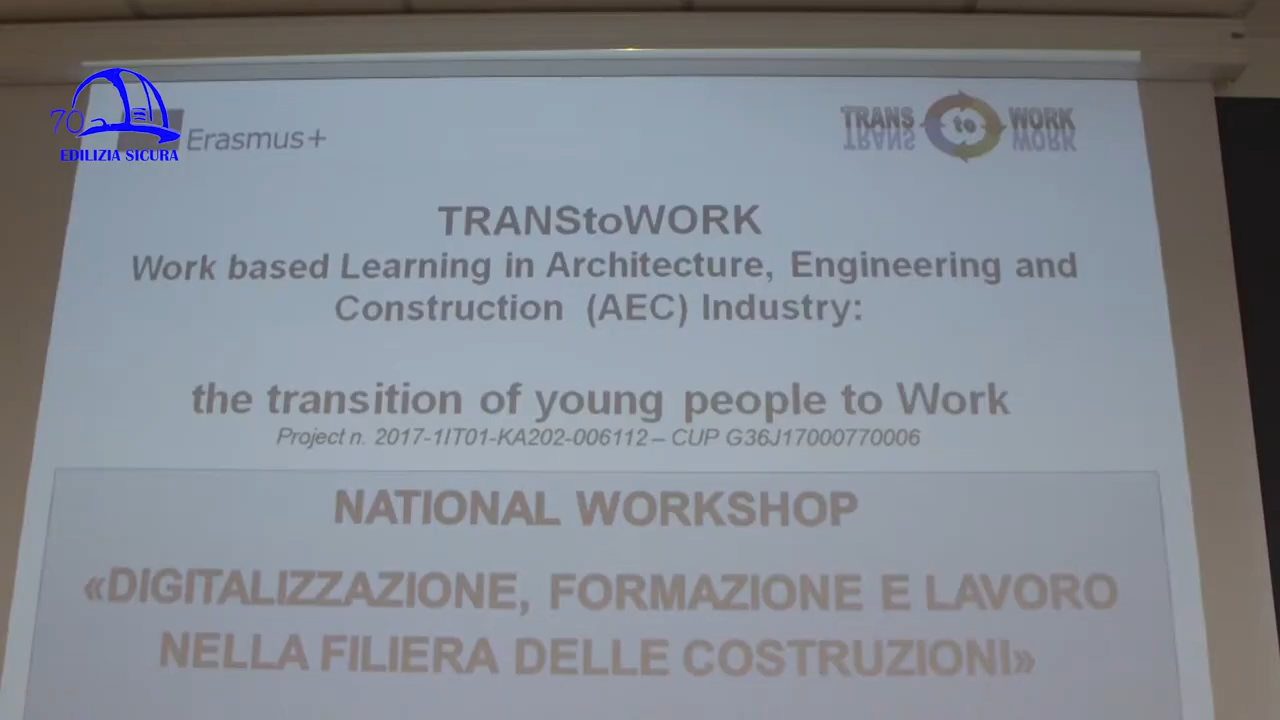 70
EDILIZIA SICURA
Erasmus+
TRANS to WORK
TRANStoWORK
Work based Learning in Architecture, Engineering and
Construction (AEC) Industry:
the transition of young people to Work
Project n. 2017-1IT01-KA202-006112 – CUP G36J17000770006
NATIONAL WORKSHOP
«DIGITALIZZAZIONE, FORMAZIONE E LAVORO
NELLA FILIERA DELLE COSTRUZIONI»